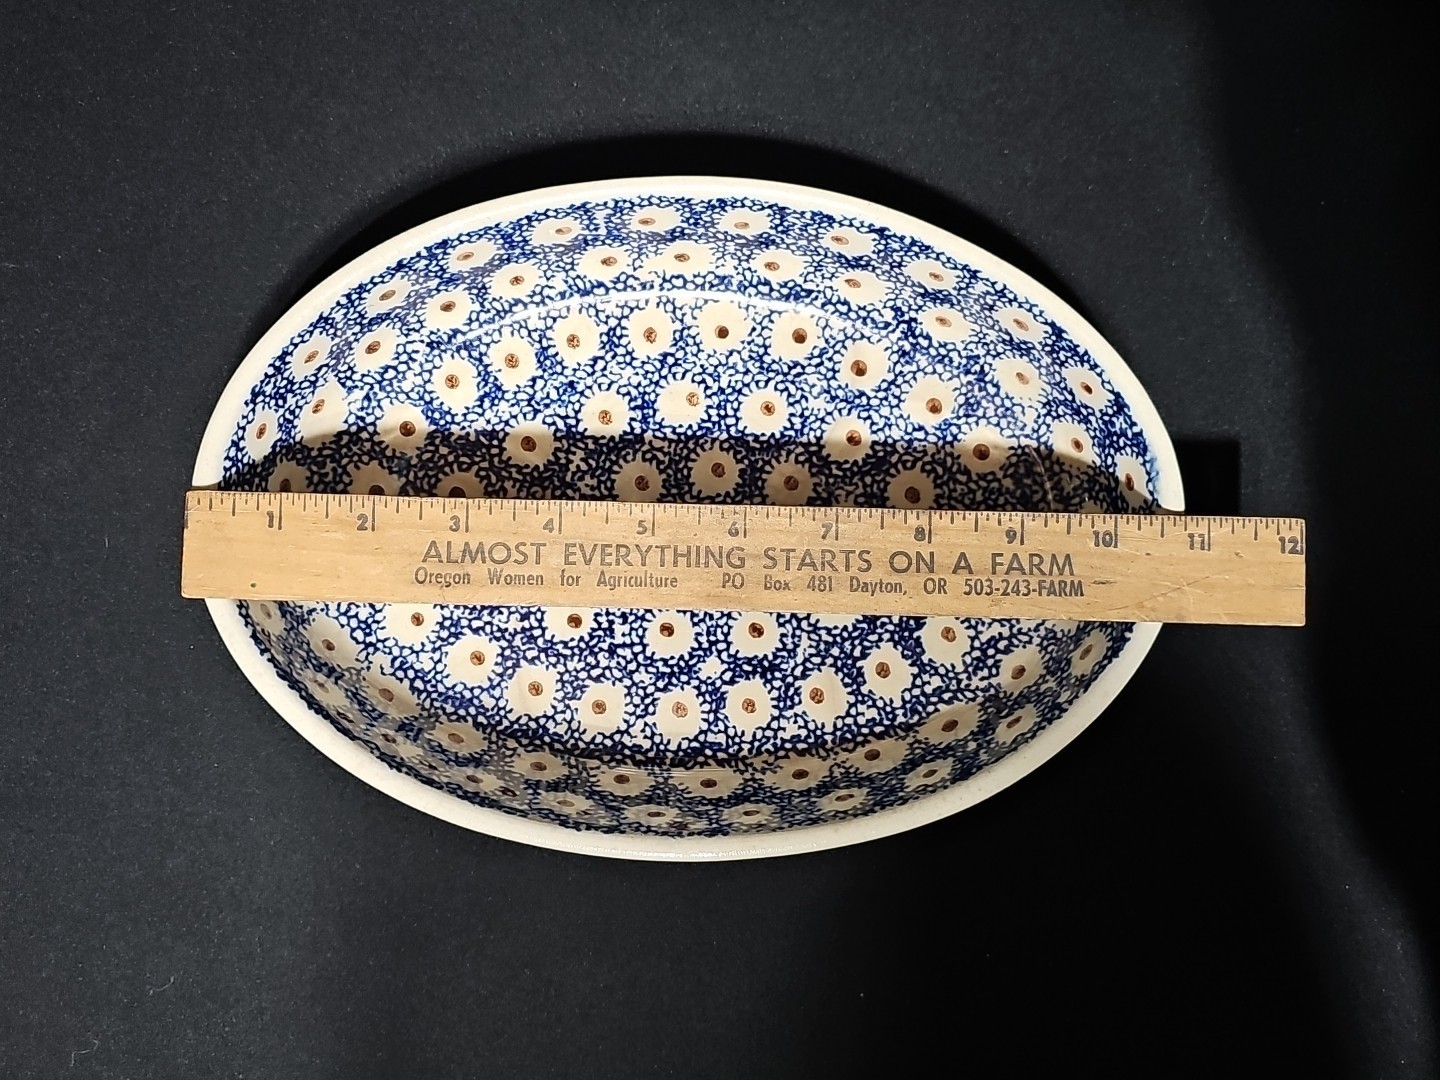 1 2 3 4 5 6 7 8 9 10 11 12
ALMOST EVERYTHING STARTS ON A FARM
Oregon Women for Agriculture PO Box 481 Dayton, OR 503-243-FARM